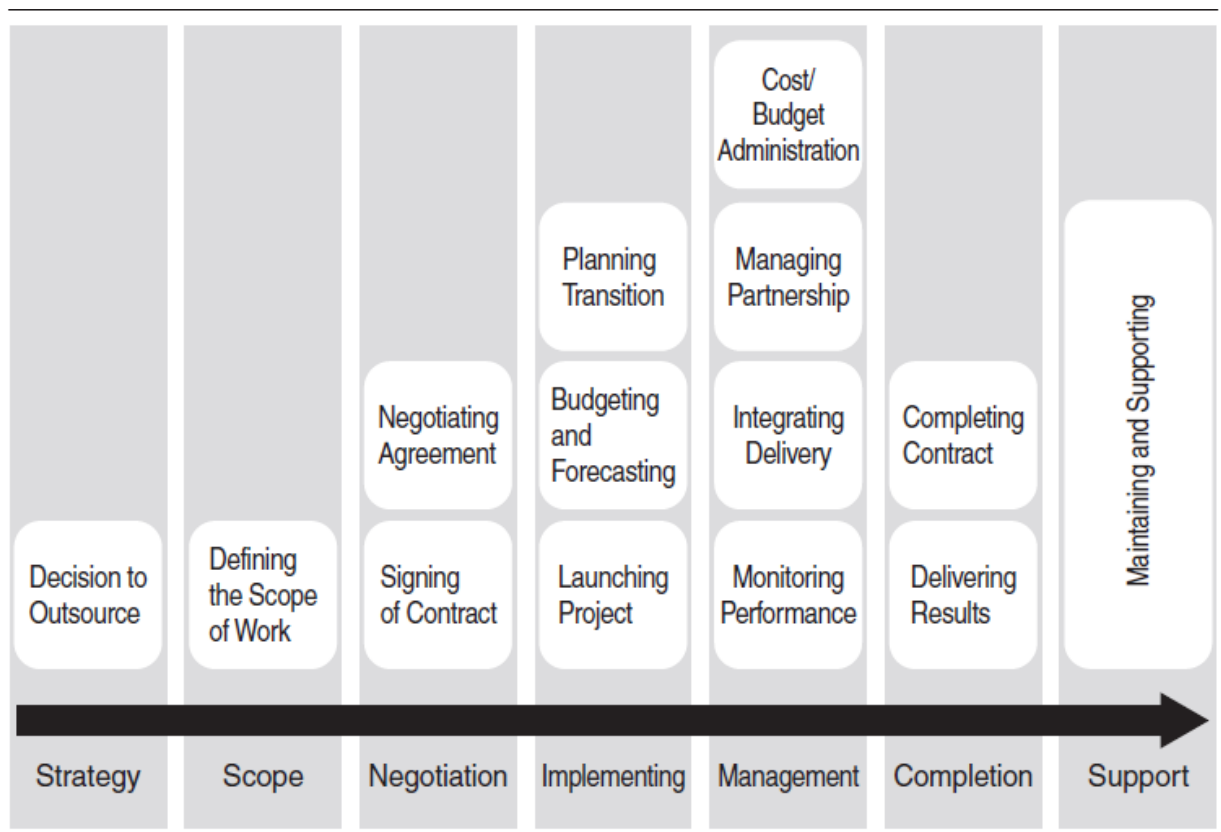 Decision to
Outsource
Defining
the Scope
of Work
Negotiating
Agreement
Signing
of Contract
Planning
Transition
Budgeting
and
Forecasting
Launching
Project
Cost/
Budget
Administration
Managing
Partnership
Integrating
Delivery
Monitoring
Performance
Completing
Contract
Delivering
Results
Maintaining and Supporting
Strategy
Scope
Negotiation
Implementing
Management
Completion
Support